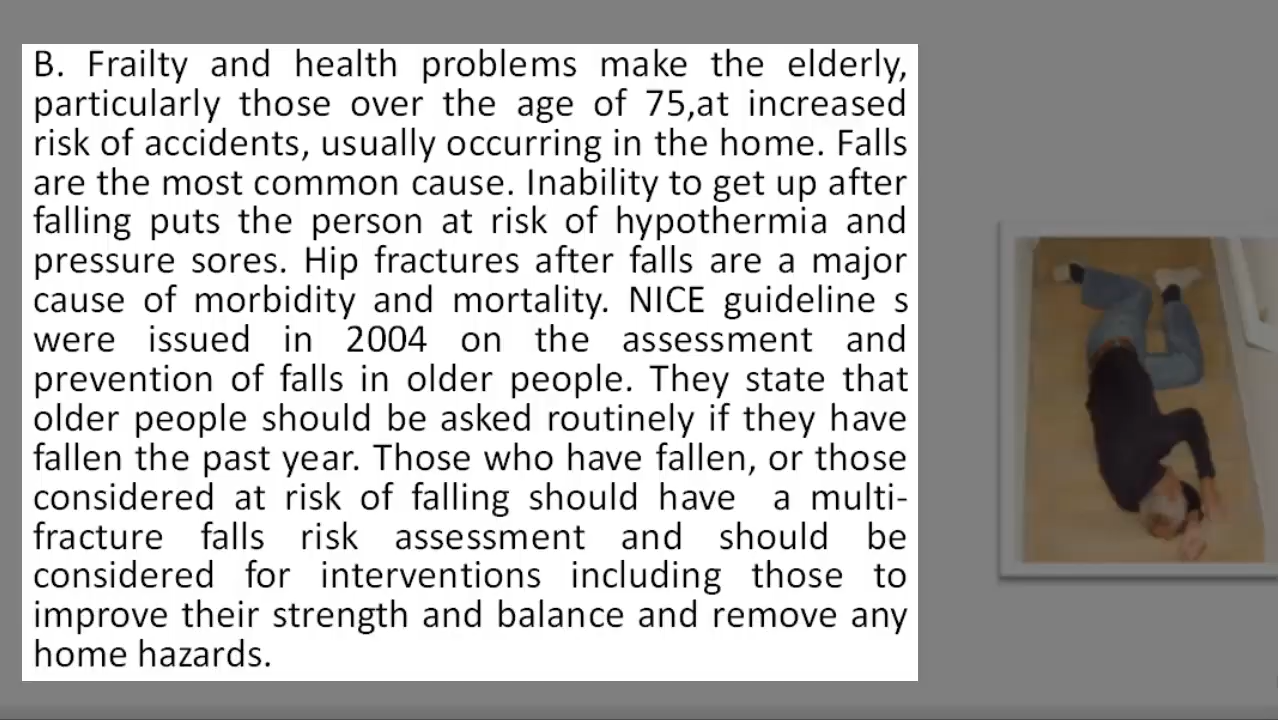 B. Frailty and health problems make the elderly,
particularly those over the age of 75,at increased
risk of accidents, usually occurring in the home. Falls
are the most common cause. Inability to get up after
falling puts the person at risk of hypothermia and
pressure sores. Hip fractures after falls are a major
cause of morbidity and mortality. NICE guideline s
were issued in 2004 on the assessment and
prevention of falls in older people. They state that
older people should be asked routinely if they have
fallen the past year. Those who have fallen, or those
considered at risk of falling should have a multi-
fracture falls risk assessment and should be
considered for interventions including those to
improve their strength and balance and remove any
home hazards.